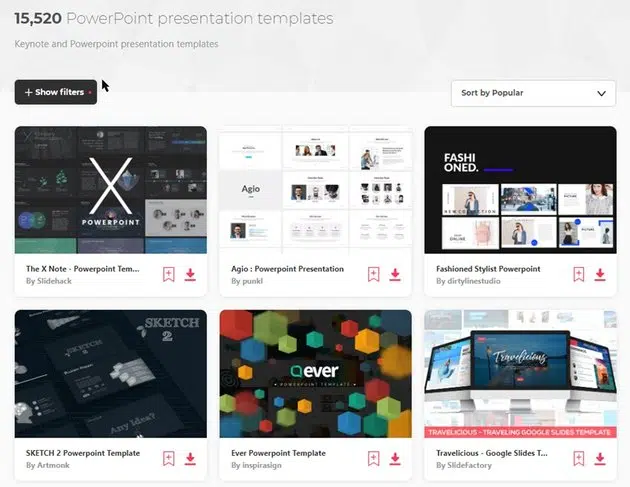 15,520 PowerPoint presentation templates
Keynote and Powerpoint presentation templates
+ Show filters
Sort by Popular
X
POWERPOINT
Agio
FASHI
ONED.
NEW COLLECTION
The X Note - Powerpoint Tem...
By Slidehack
Agio : Powerpoint Presentation
By punkl
Fashioned Stylist Powerpoint
By dirtylinestudio
SKETCH
2
Any Idea?
ever
POWERPOINT TEMPLATE
Travelicious
TRAVELICIOUS - TRAVELING GOOGLE SLIDES TEMPLATE
SKETCH 2 Powerpoint Template
By Artmonk
Ever Powerpoint Template
By inspirasign
Travelicious - Google Slides T...
By SlideFactory